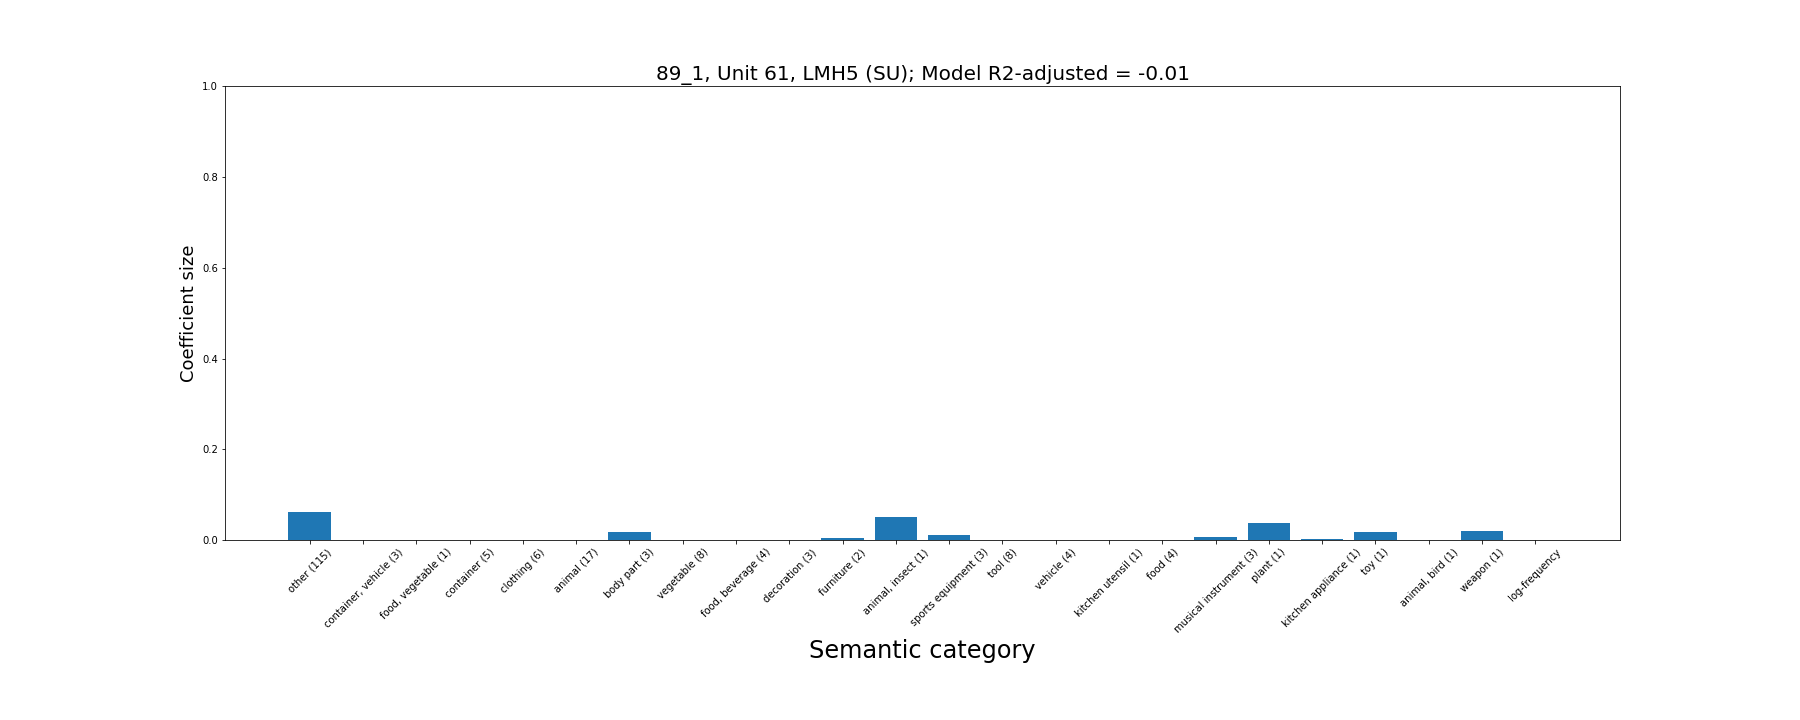 89_1, Unit 61, LMH5 (SU); Model R2-adjusted = -0.01
Coefficient size
1.0
0.8
0.6
0.4
0.2
0.0
other (115)
container, vehicle (3)
food, vegetable (1)
container (5)
clothing (6)
animal (17)
body part (3)
vegetable (8)
food, beverage (4)
decoration (3)
furniture (2)
animal, insect (1)
sports equipment (3)
tool (8)
vehicle (4)
kitchen utensil (1)
food (4)
musical instrument (3)
plant (1)
kitchen appliance (1)
toy (1)
animal, bird (1)
weapon (1)
log-frequency
Semantic category